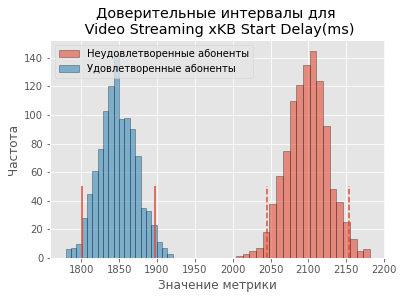 Доверительные интервалы для
Video Streaming xKB Start Delay(ms)
Неудовлетворенные абоненты
Удовлетворенные абоненты
Частота
140
120
100
80
60
40
20
0
1800 1850 1900 1950 2000 2050 2100 2150 2200
Значение метрики